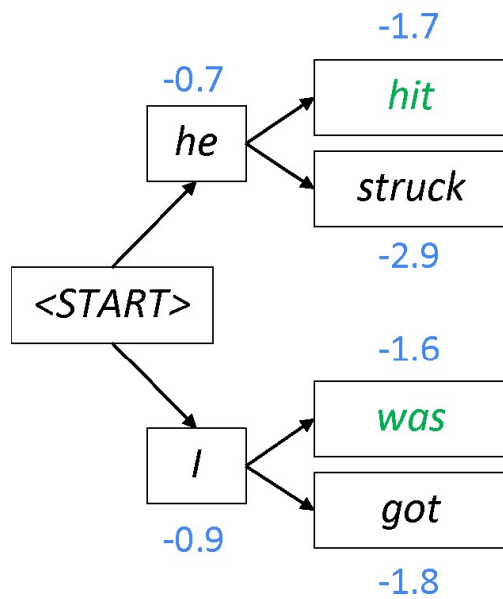 -1.7
-0.7
hit
he
struck
-2.9
<START>
-1.6
was
I
got
-0.9
-1.8